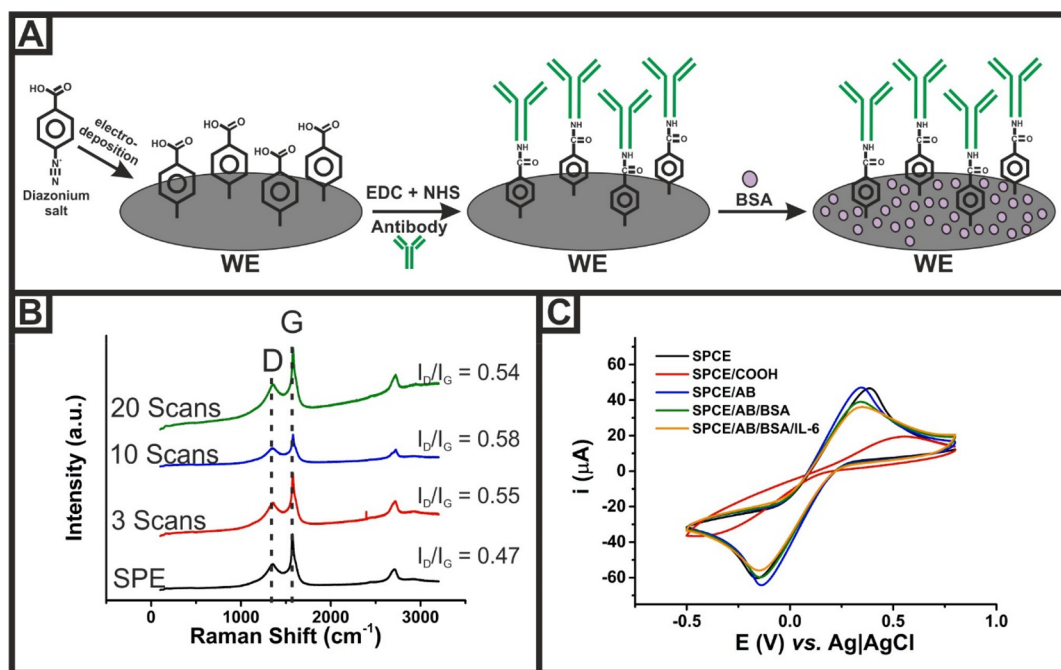 A
HO
O
N⁺
N
Diazonium
salt
electro-
deposition
HO
O
HO
O
HO
O
HO
O
WE
EDC + NHS
Antibody
NH
C=O
NH
C=O
NH
C=O
NH
C=O
WE
BSA
NH
C=O
NH
C=O
NH
C=O
NH
C=O
WE
B
D
G
20 Scans
I_D/I_G = 0.54
10 Scans
I_D/I_G = 0.58
3 Scans
I_D/I_G = 0.55
SPE
I_D/I_G = 0.47
Intensity (a.u.)
0 1000 2000 3000
Raman Shift (cm⁻¹)
C
SPCE
SPCE/COOH
SPCE/AB
SPCE/AB/BSA
SPCE/AB/BSA/IL-6
i (µA)
60
40
20
0
-20
-40
-60
-0.5 0.0 0.5 1.0
E (V) vs. Ag|AgCl